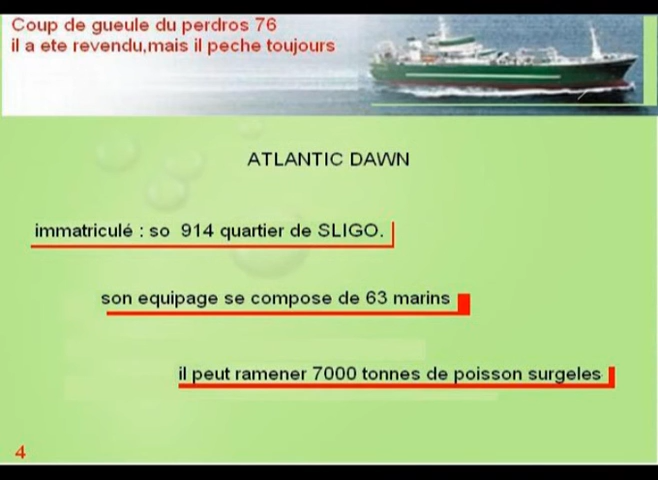 Coup de gueule du perdros 76
il a ete revendu,mais il peche toujours
ATLANTIC DAWN
immatriculé : so 914 quartier de SLIGO.
son equipage se compose de 63 marins
il peut ramener 7000 tonnes de poisson surgeles
4